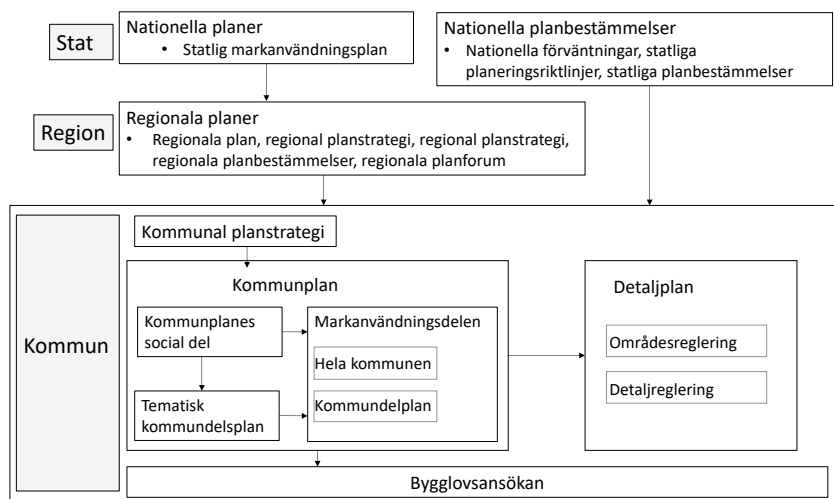 Stat
Nationella planer
• Statlig markanvändningsplan
Nationella planbestämmelser
• Nationella förväntningar, statliga
planeringsriktlinjer, statliga planbestämmelser
Region
Regionala planer
• Regionala plan, regional planstrategi, regional planstrategi,
regionala planbestämmelser, regionala planforum
Kommun
Kommunal planstrategi
Kommunplan
Kommunplanes
social del
Tematisk
kommundelsplan
Markanvändningsdelen
Hela kommunen
Kommundelplan
Detaljplan
Områdesreglering
Detaljreglering
Bygglovsansökan